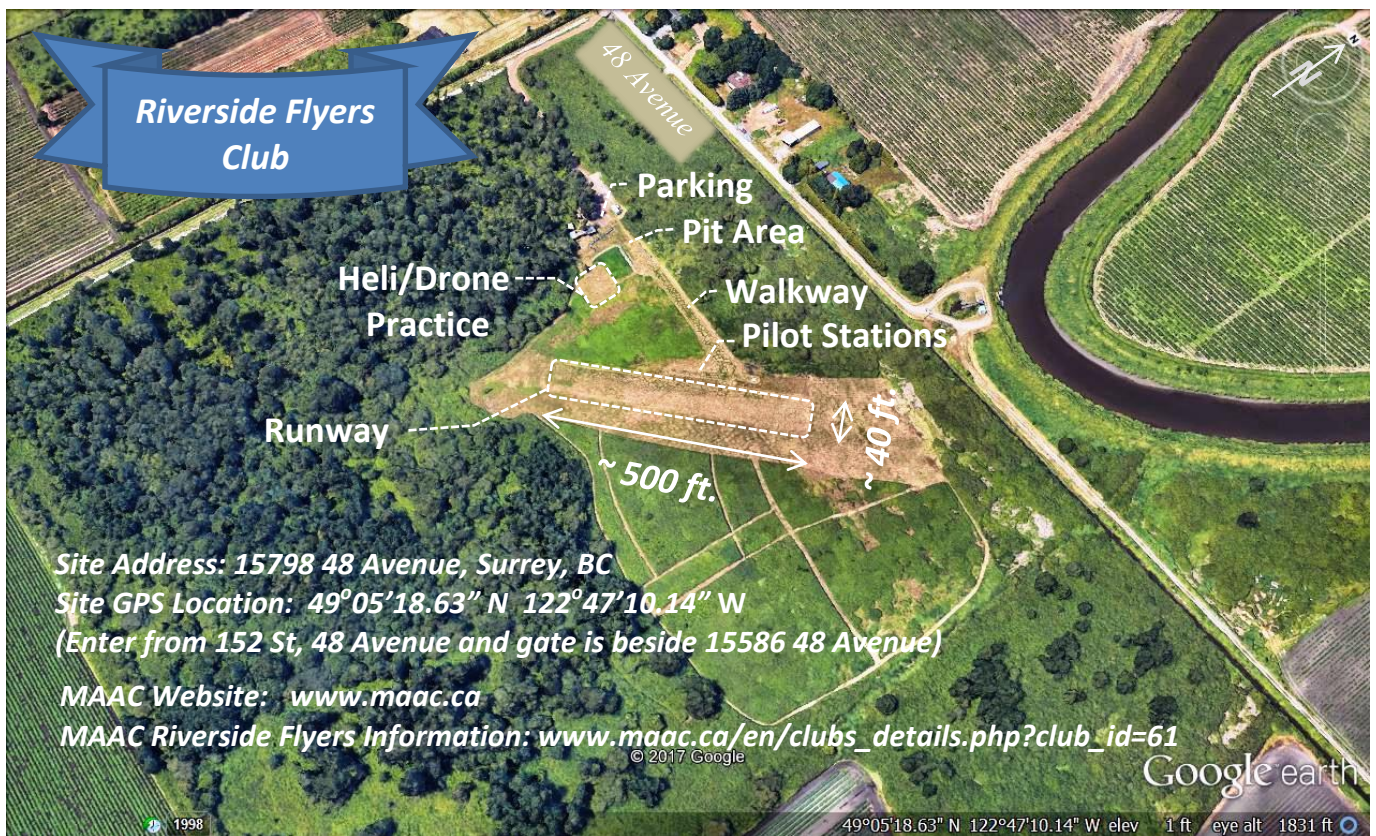 Riverside Flyers
Club
48 Avenue
N
Parking
Pit Area
Heli/Drone
Practice
Walkway
Pilot Stations
Runway
~ 500 ft.
~ 40 ft.
Site Address: 15798 48 Avenue, Surrey, BC
Site GPS Location: 49°05’18.63” N 122°47’10.14” W
(Enter from 152 St, 48 Avenue and gate is beside 15586 48 Avenue)
MAAC Website: www.maac.ca
MAAC Riverside Flyers Information: www.maac.ca/en/clubs_details.php?club_id=61
© 2017 Google
Google earth
1998
49°05'18.63" N 122°47'10.14" W elev 1 ft eye alt 1831 ft